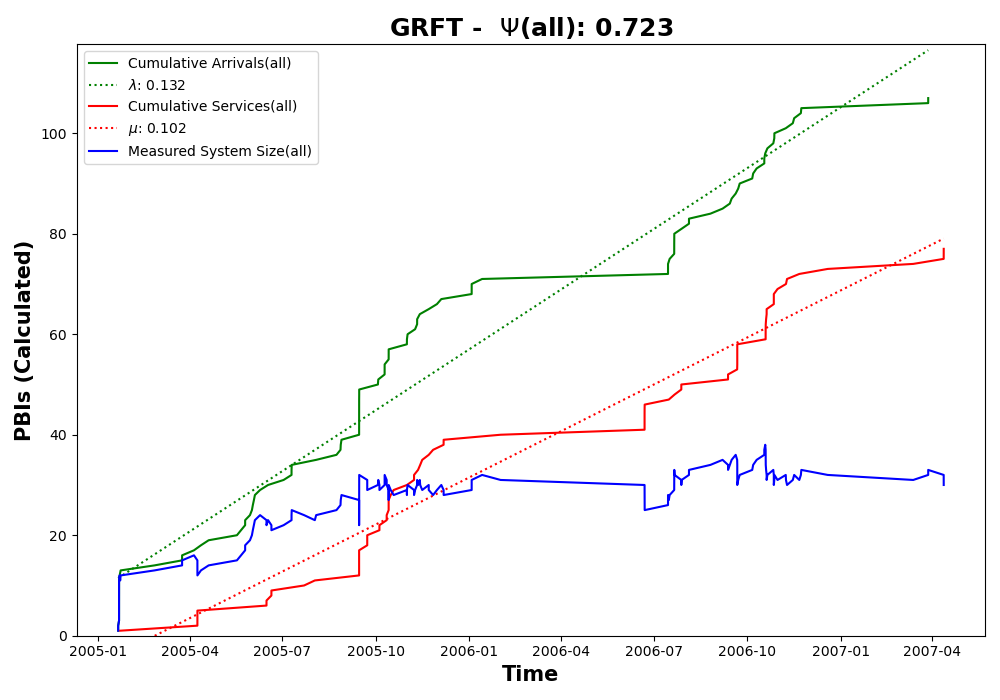 GRFT -  Ψ(all): 0.723
Cumulative Arrivals(all)
λ: 0.132
Cumulative Services(all)
μ: 0.102
Measured System Size(all)
PBIs (Calculated)
100
80
60
40
20
0
2005-01 2005-04 2005-07 2005-10 2006-01 2006-04 2006-07 2006-10 2007-01 2007-04
Time